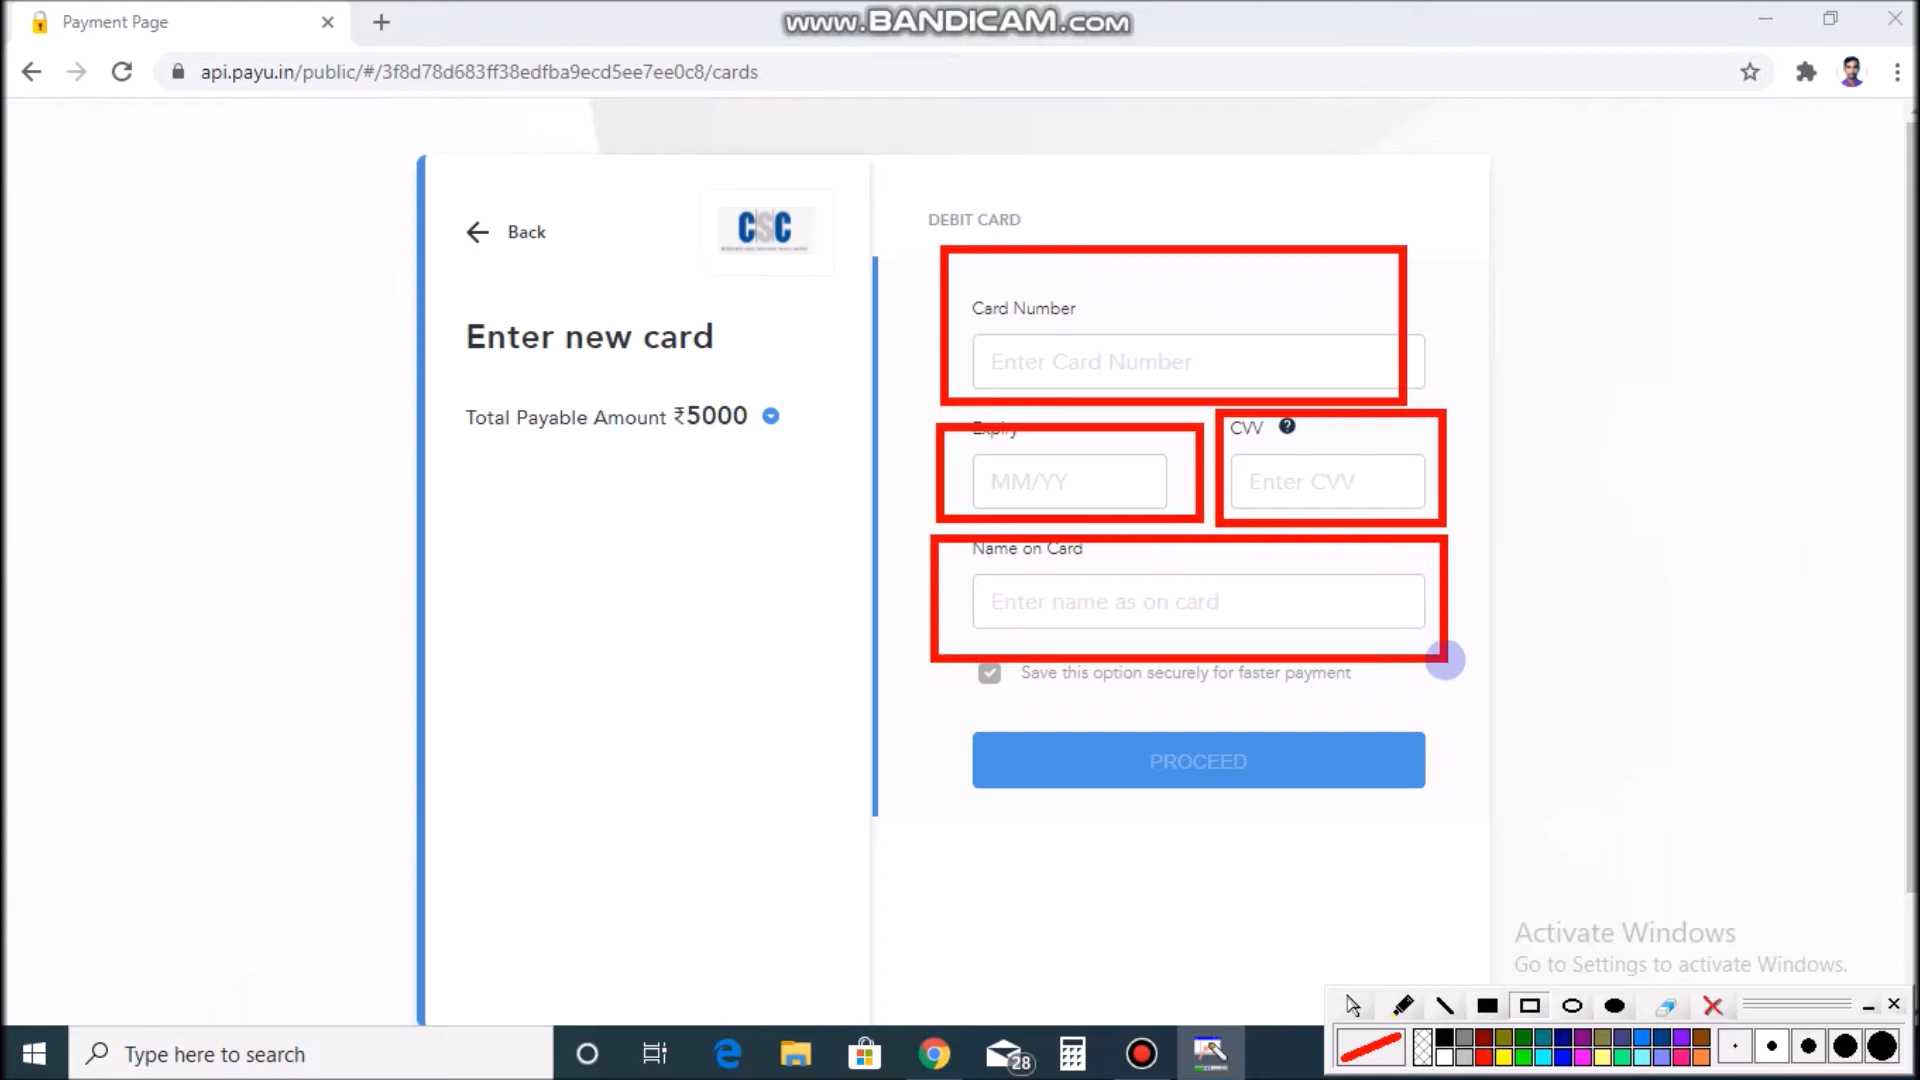 Payment Page
www.BANDICAM.com
api.payu.in/public/#/3f8d78d683ff38edfba9ecd5ee7ee0c8/cards
Back
CSC
DEBIT CARD
Enter new card
Total Payable Amount ₹5000
Card Number
Enter Card Number
Expiry
CVV ?
MM/YY
Enter CVV
Name on Card
Enter name as on card
Save this option securely for faster payment
PROCEED
Activate Windows
Go to Settings to activate Windows.
Type here to search
28